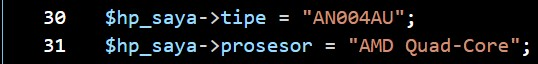 30 $hp_saya->tipe = "AN004AU";
31 $hp_saya->prosesor = "AMD Quad-Core";